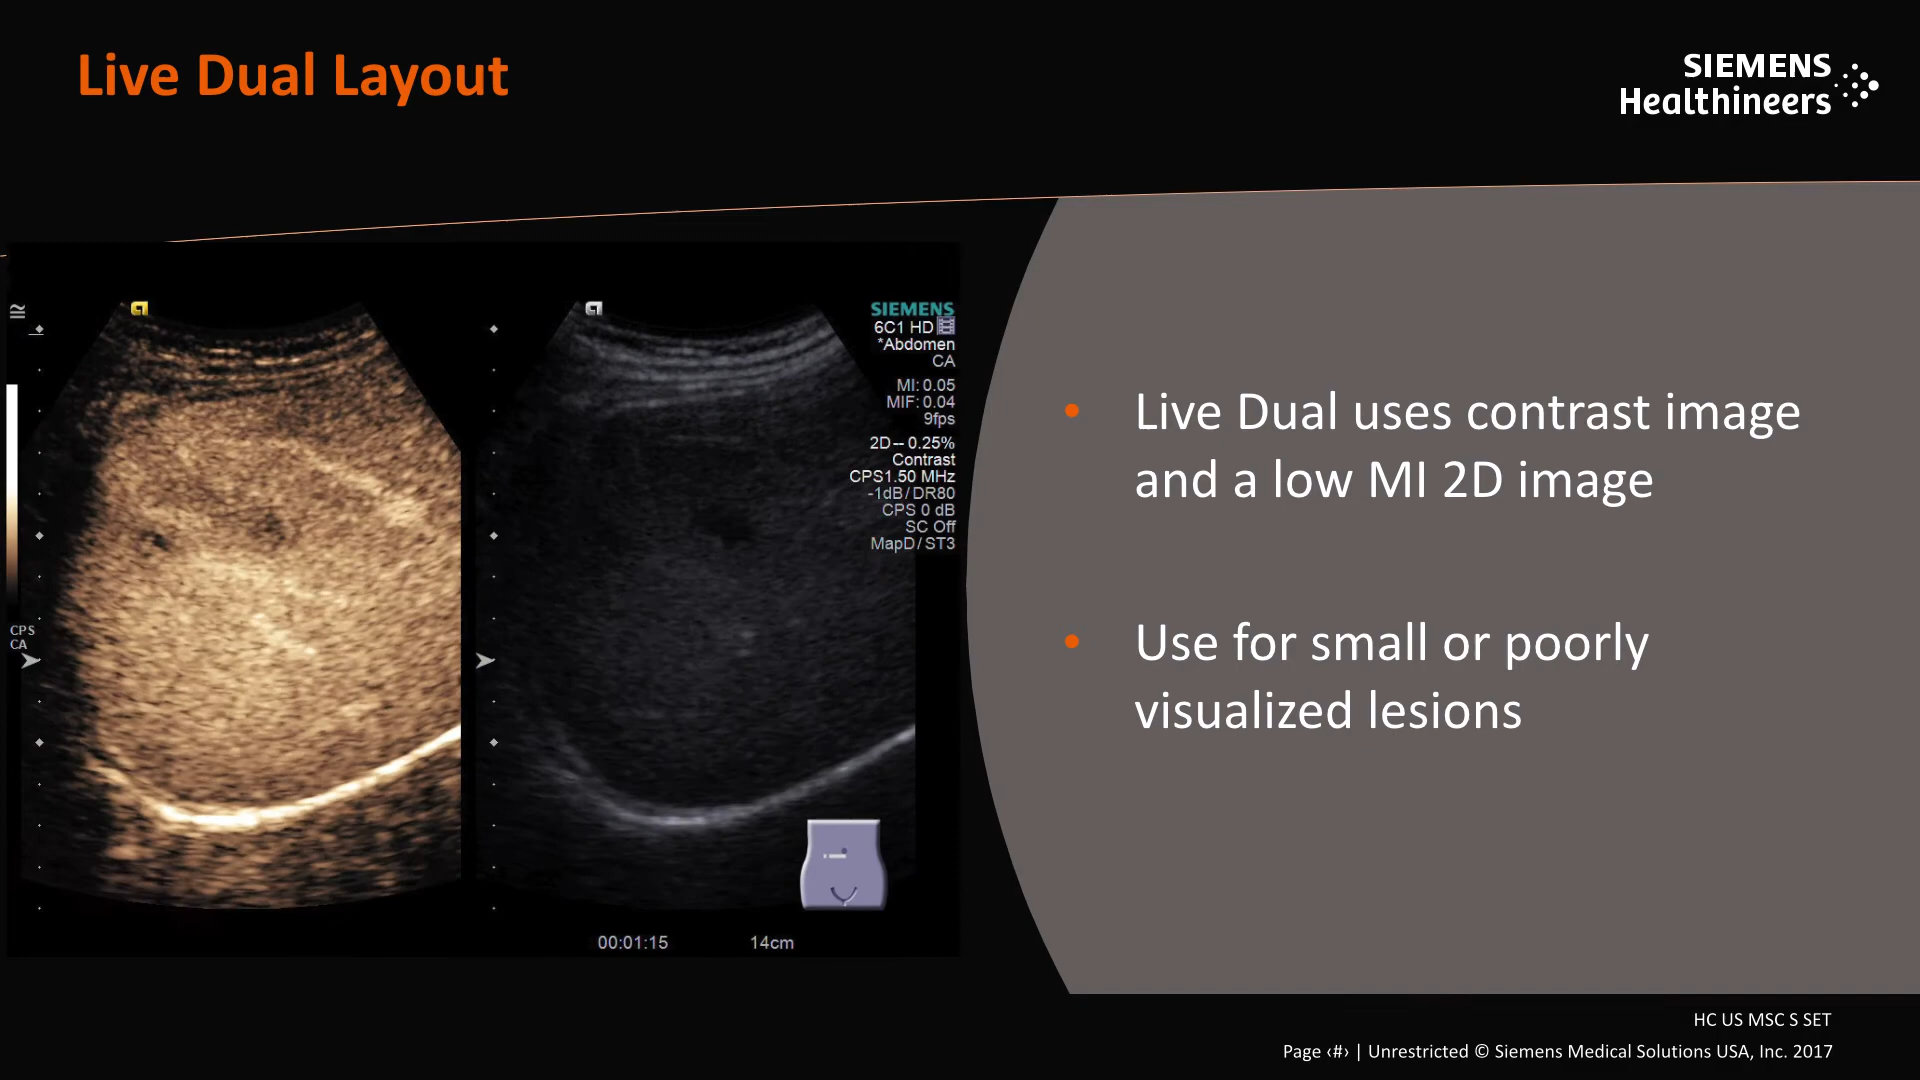 Live Dual Layout
SIEMENS
Healthineers
SIEMENS
6C1 HD
*Abdomen
CA
MI: 0.05
MIF: 0.04
9fps
2D-- 0.25%
Contrast
CPS1.50 MHz
-1dB/DR80
CPS 0 dB
SC Off
MapD/ST3
CPS
CA
00:01:15 14cm
• Live Dual uses contrast image
and a low MI 2D image
• Use for small or poorly
visualized lesions
HC US MSC S SET
Page ‹#› | Unrestricted © Siemens Medical Solutions USA, Inc. 2017